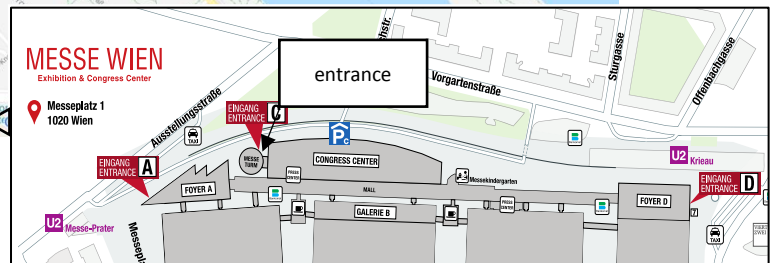 MESSE WIEN
Exhibition & Congress Center
Messeplatz 1
1020 Wien
entrance
Ausstellungsstraße
Vorgartenstraße
Sturgasse
Offenbachgasse
TAXI
EINGANG
ENTRANCE C
P C
MESSE
TURM
CONGRESS CENTER
EINGANG
ENTRANCE A
FOYER A
PRESS
CENTER
MALL
Messekindergarten
U2 Krieau
EINGANG
ENTRANCE D
FOYER D
U2 Messe-Prater
GALERIE B
PRESS
CENTER
TAXI